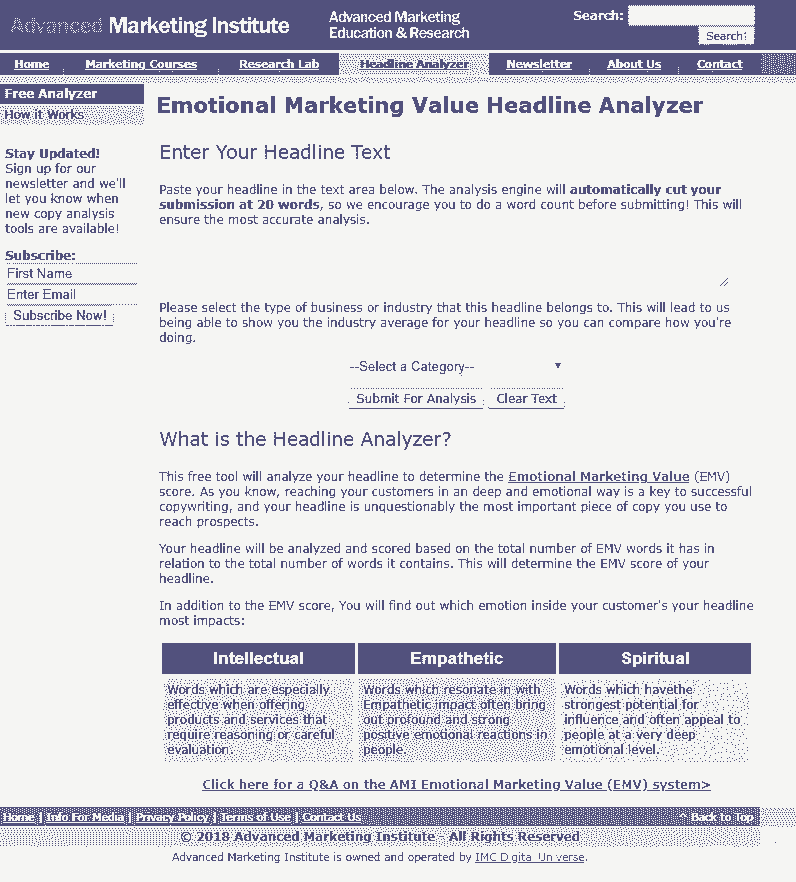 Advanced Marketing Institute
Advanced Marketing
Education & Research
Search:
Search!
Home
Marketing Courses
Research Lab
Headline Analyzer
Newsletter
About Us
Contact
Free Analyzer
How it Works
Stay Updated!
Sign up for our
newsletter and we'll
let you know when
new copy analysis
tools are available!
Subscribe:
First Name
Enter Email
Subscribe Now!
Emotional Marketing Value Headline Analyzer
Enter Your Headline Text
Paste your headline in the text area below. The analysis engine will automatically cut your
submission at 20 words, so we encourage you to do a word count before submitting! This will
ensure the most accurate analysis.
Please select the type of business or industry that this headline belongs to. This will lead to us
being able to show you the industry average for your headline so you can compare how you're
doing.
--Select a Category--
Submit For Analysis
Clear Text
What is the Headline Analyzer?
This free tool will analyze your headline to determine the Emotional Marketing Value (EMV)
score. As you know, reaching your customers in an deep and emotional way is a key to successful
copywriting, and your headline is unquestionably the most important piece of copy you use to
reach prospects.
Your headline will be analyzed and scored based on the total number of EMV words it has in
relation to the total number of words it contains. This will determine the EMV score of your
headline.
In addition to the EMV score, You will find out which emotion inside your customer's your headline
most impacts:
Intellectual
Words which are especially
effective when offering
products and services that
require reasoning or careful
evaluation.
Empathetic
Words which resonate in with
Empathetic impact often bring
out profound and strong
positive emotional reactions in
people.
Spiritual
Words which havethe
strongest potential for
influence and often appeal to
people at a very deep
emotional level.
Click here for a Q&A on the AMI Emotional Marketing Value (EMV) system>
Home | Info For Media | Privacy Policy | Terms of Use | Contact Us
^ Back to Top
© 2018 Advanced Marketing Institute - All Rights Reserved
Advanced Marketing Institute is owned and operated by IMC Digital Universe.